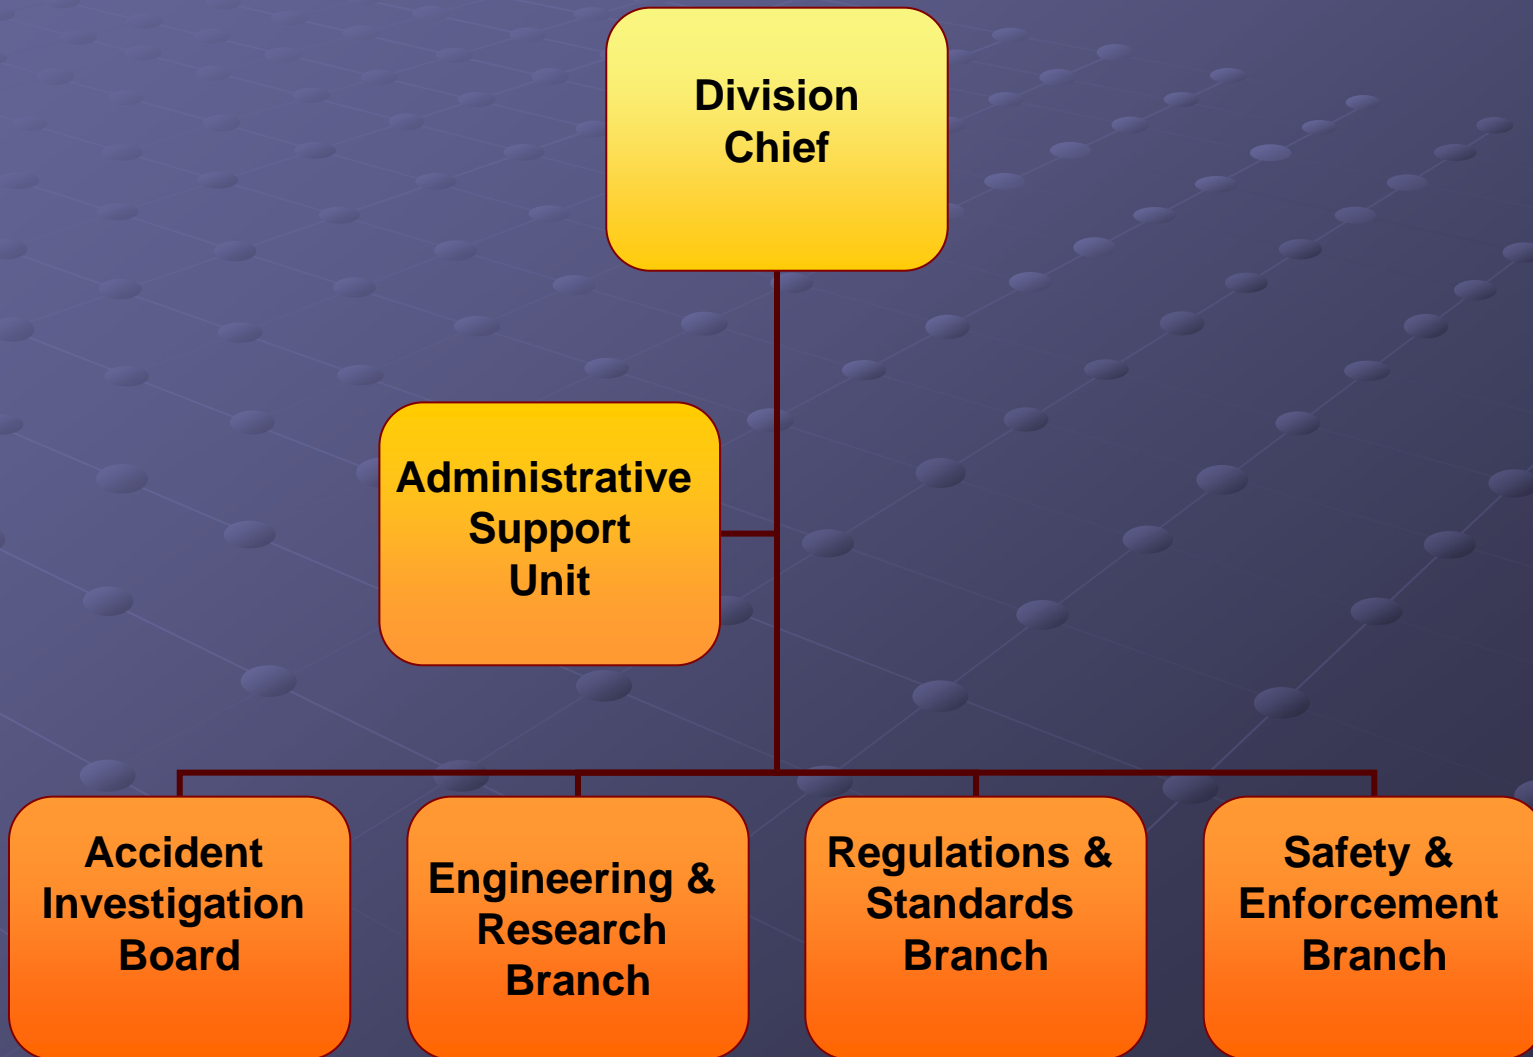 Division
Chief
Administrative
Support
Unit
Accident
Investigation
Board
Engineering &
Research
Branch
Regulations &
Standards
Branch
Safety &
Enforcement
Branch